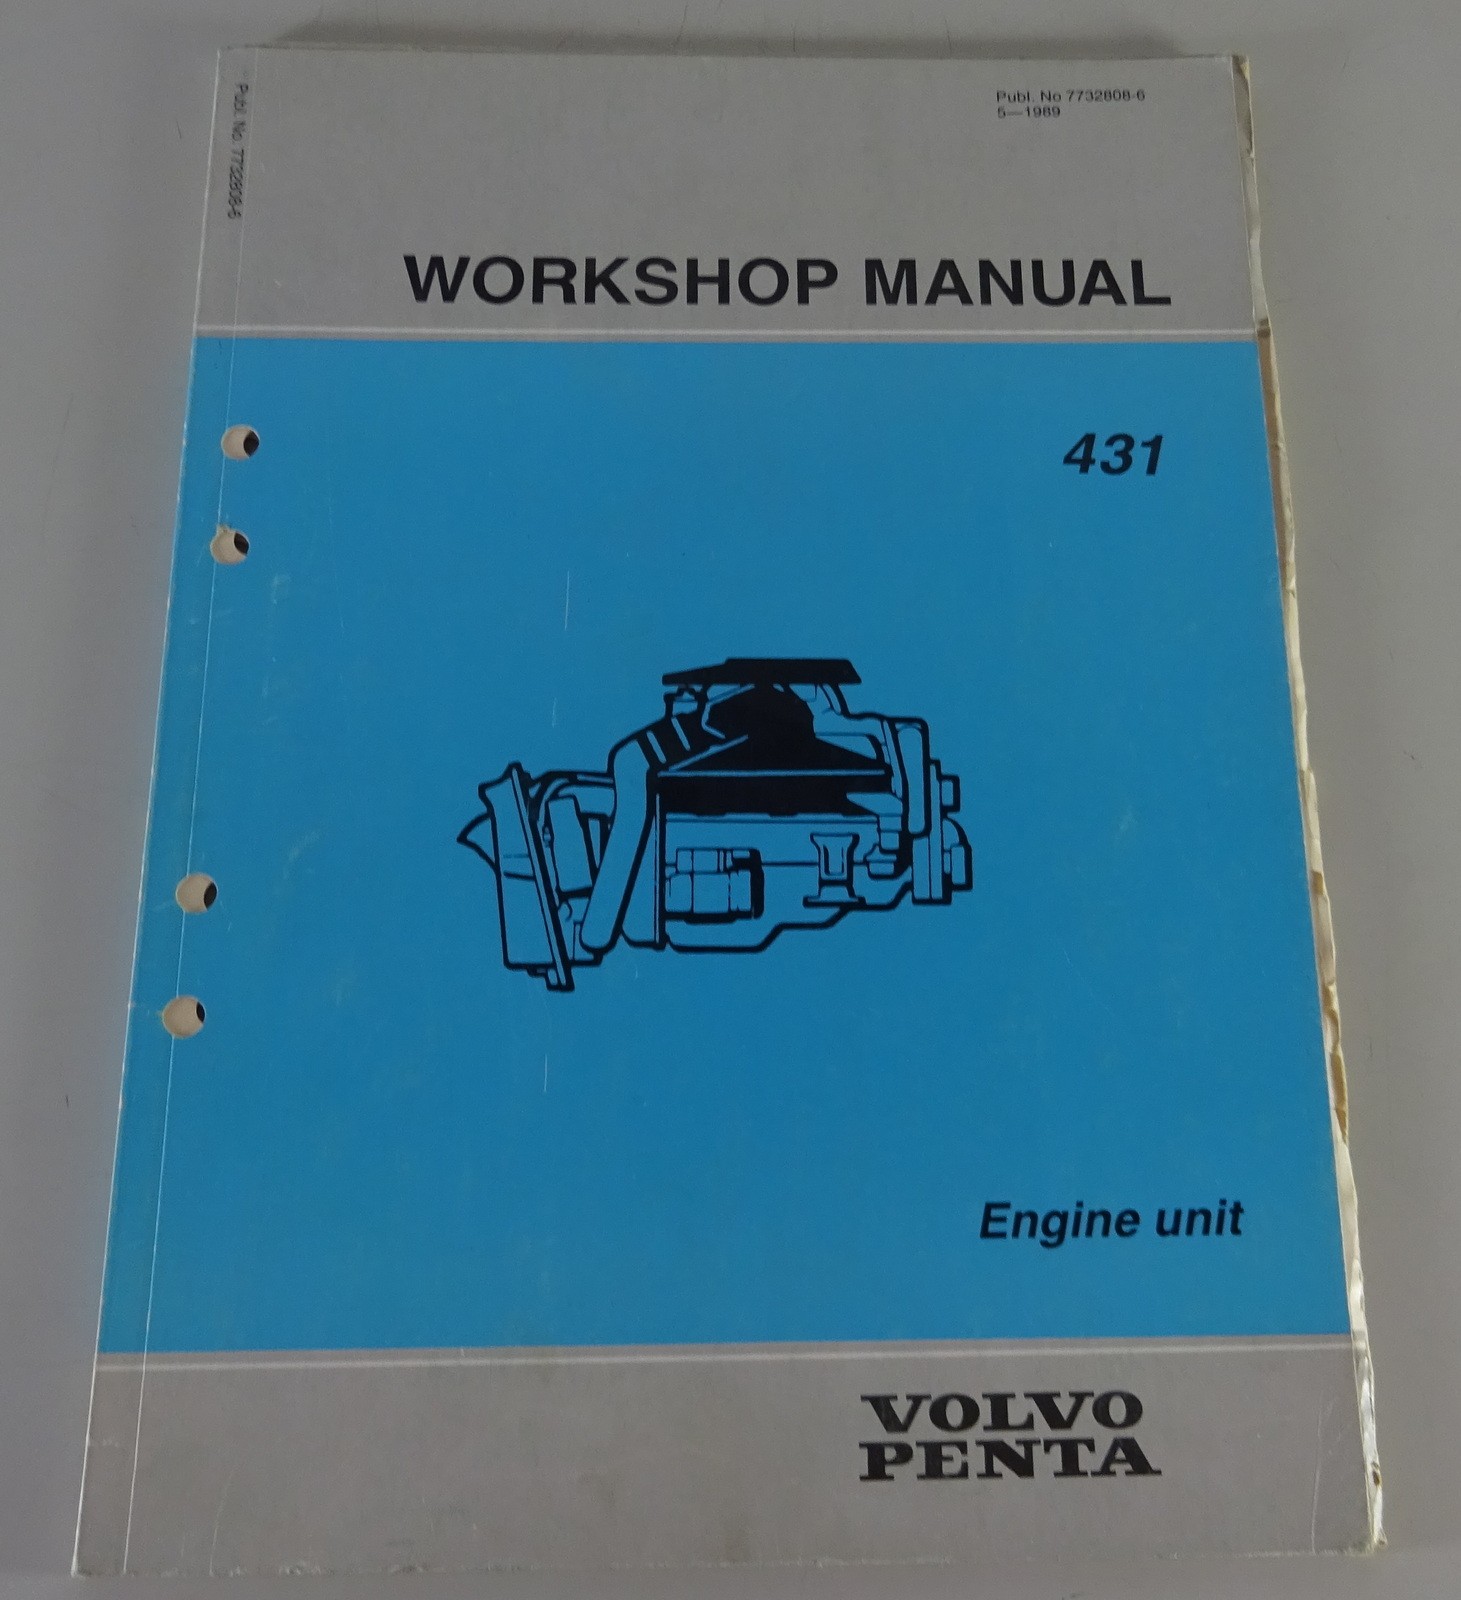 Publ. No 7732808-6
5—1989
Publ. No. 7732808-6
WORKSHOP MANUAL
431
Engine unit
VOLVO
PENTA